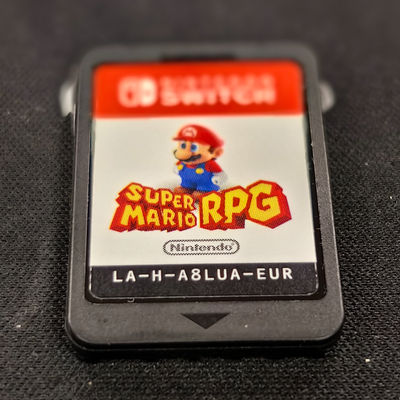 NINTENDO
SWITCH
SUPER
MARIO RPG
Nintendo
LA-H-A8LUA-EUR